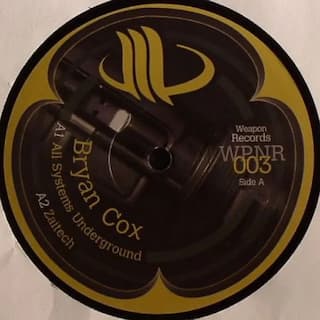 Weapon
Records
WPNR
003
Side A
Bryan Cox
A1 All Systems Underground
A2 Zaitech